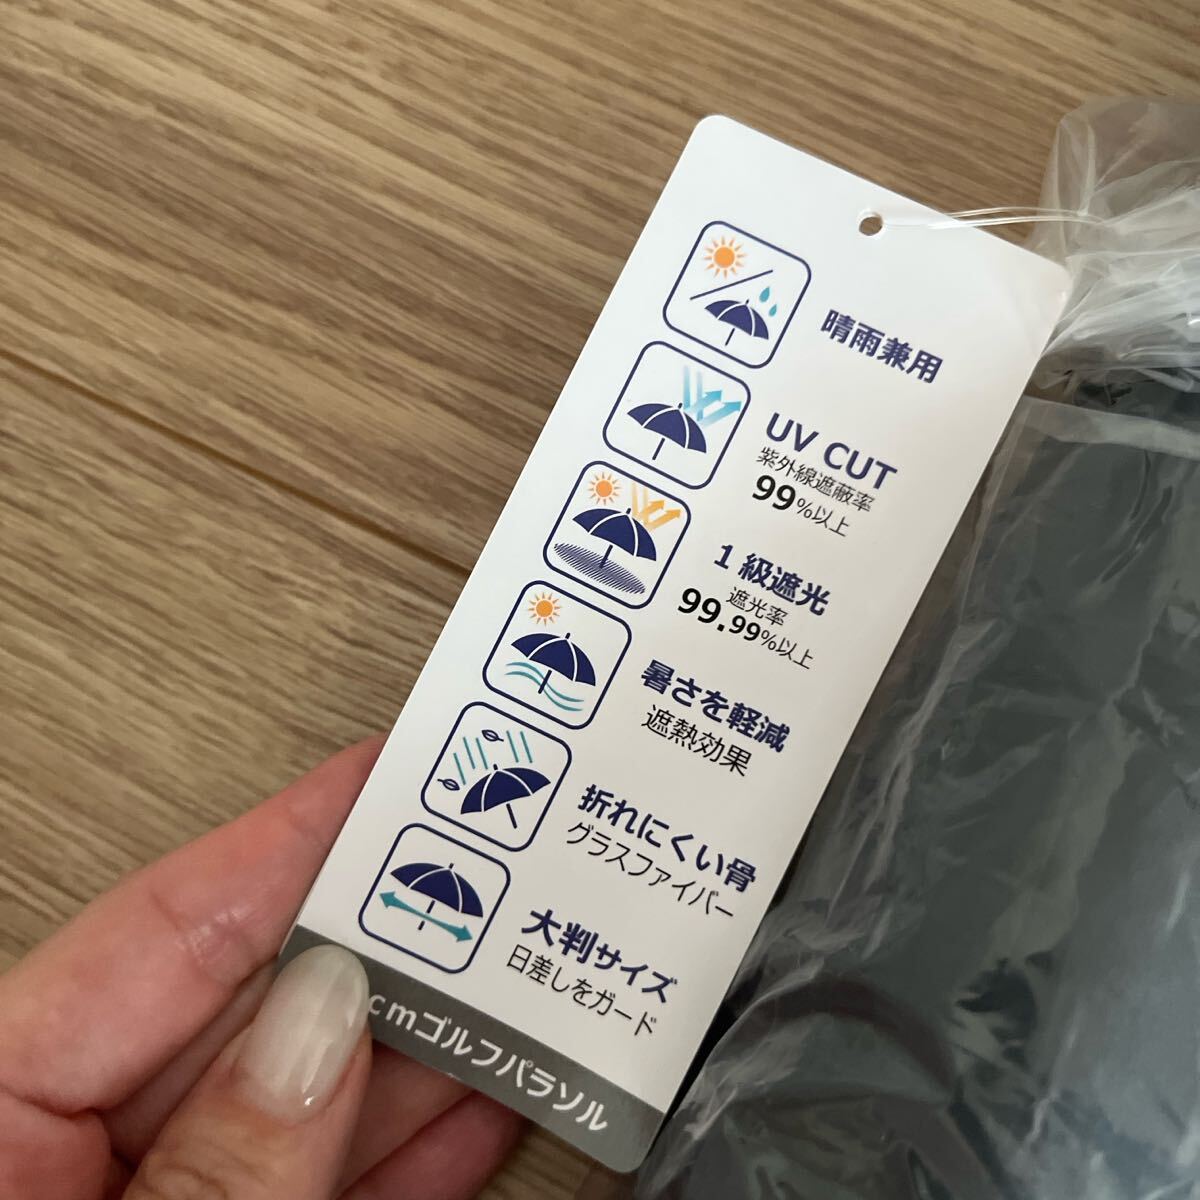 晴雨兼用
UV CUT
紫外線遮蔽率
99%以上
1級遮光
遮光率
99.99%以上
暑さを軽減
遮熱効果
折れにくい骨
グラスファイバー
大判サイズ
日差しをガード
cmゴルフパラソル